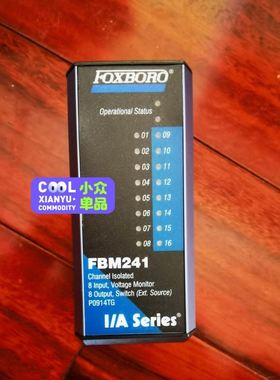 FOXBORO®
Operational Status
01 09
02 10
03 11
04 12
05 13
06 14
07 15
08 16
COOL 小众
XIANYU· 单品
COMMODITY
FBM241
Channel Isolated
8 Input, Voltage Monitor
8 Output, Switch (Ext. Source)
P0914TG
I/A Series®